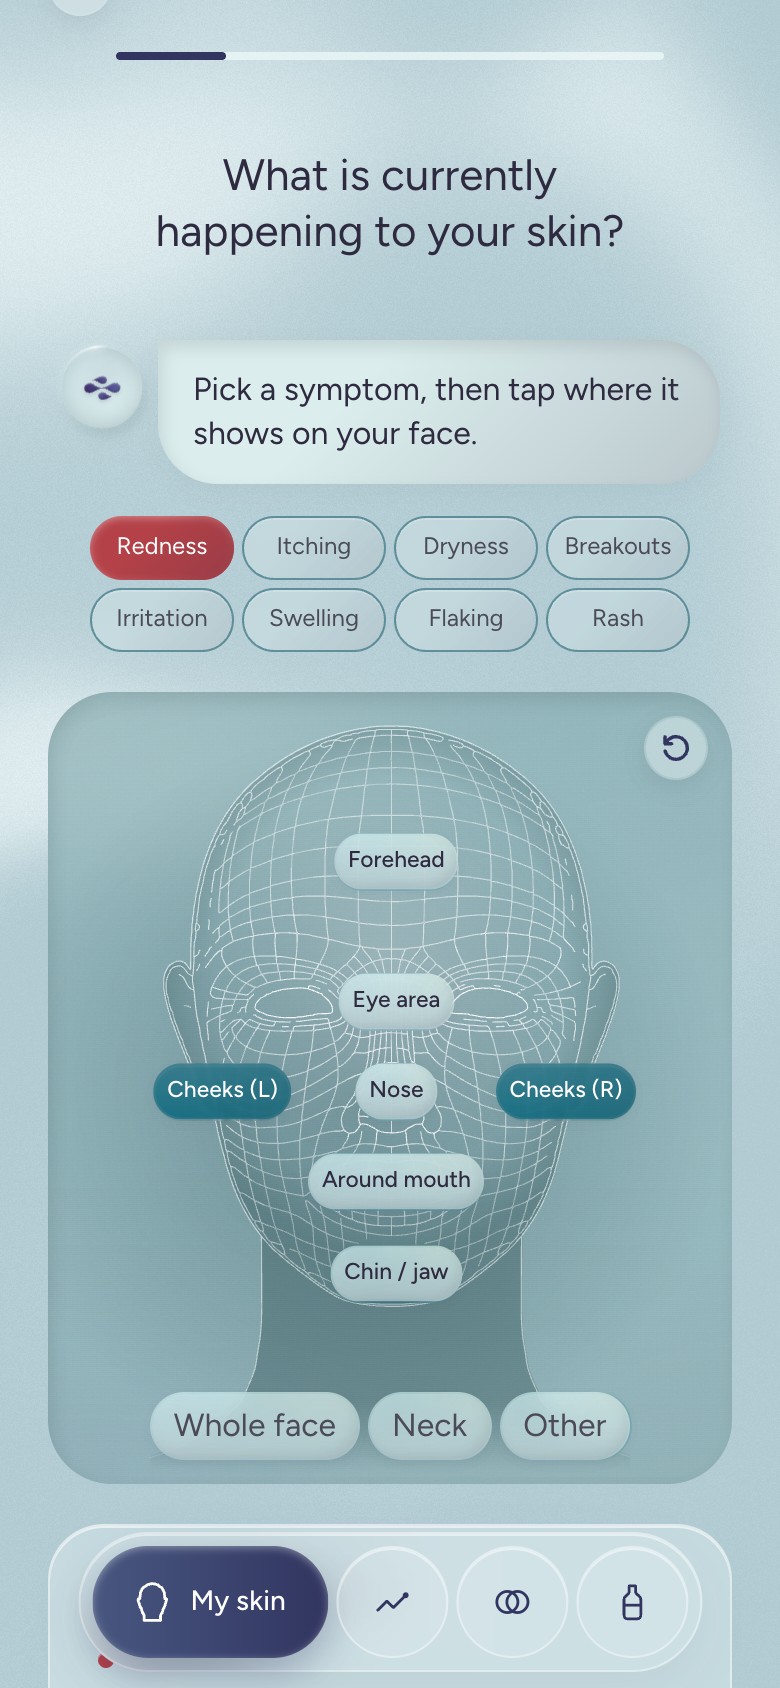 What is currently
happening to your skin?
Pick a symptom, then tap where it
shows on your face.
Redness
Itching
Dryness
Breakouts
Irritation
Swelling
Flaking
Rash
Forehead
Eye area
Cheeks (L)
Nose
Cheeks (R)
Around mouth
Chin / jaw
Whole face
Neck
Other
My skin